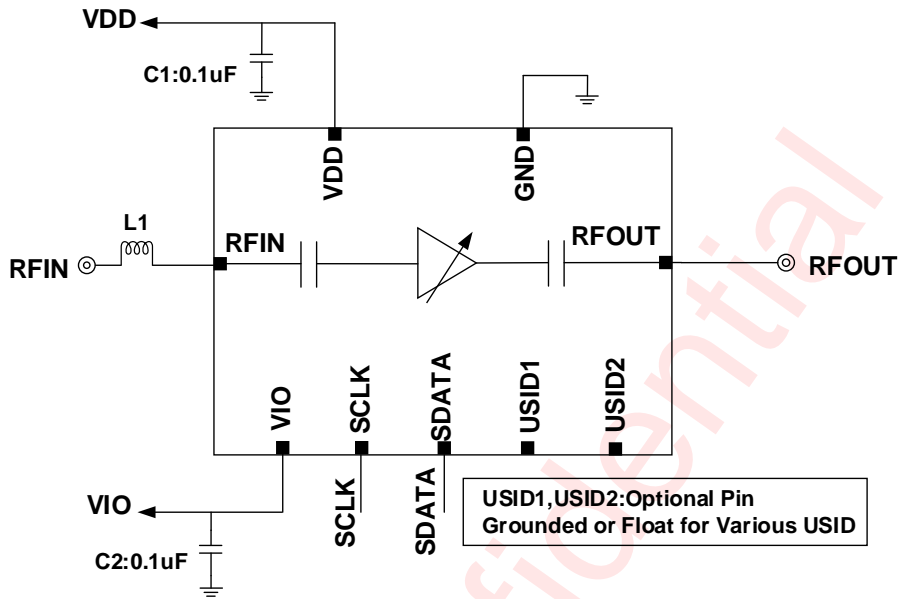 VDD
C1:0.1uF
VDD
GND
L1
RFIN
RFIN
RFOUT
RFOUT
VIO
SCLK
SDATA
USID1
USID2
VIO
C2:0.1uF
SCLK
SDATA
USID1,USID2:Optional Pin
Grounded or Float for Various USID
fidential